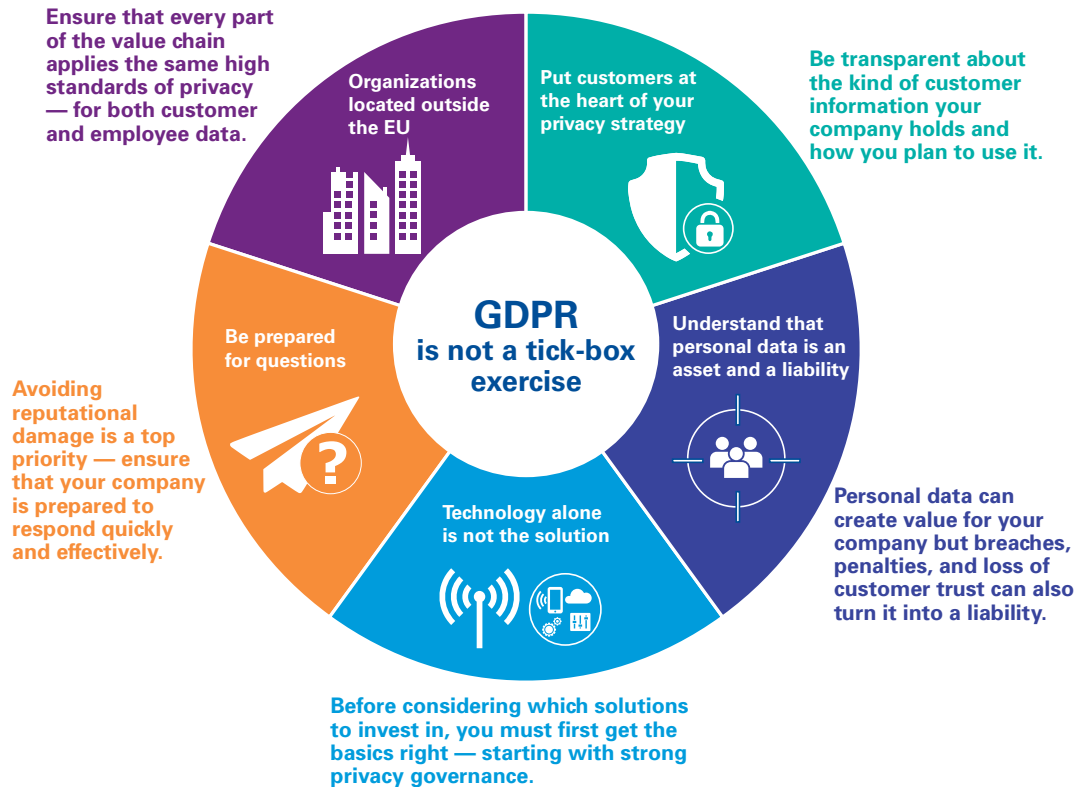 Ensure that every part
of the value chain
applies the same high
standards of privacy
— for both customer
and employee data.
Organizations
located outside
the EU
Put customers at
the heart of your
privacy strategy
Be transparent about
the kind of customer
information your
company holds and
how you plan to use it.
GDPR
is not a tick-box
exercise
Understand that
personal data is an
asset and a liability
Personal data can
create value for your
company but breaches,
penalties, and loss of
customer trust can also
turn it into a liability.
Technology alone
is not the solution
Before considering which solutions
to invest in, you must first get the
basics right — starting with strong
privacy governance.
Be prepared
for questions
?
Avoiding
reputational
damage is a top
priority — ensure
that your company
is prepared to
respond quickly
and effectively.